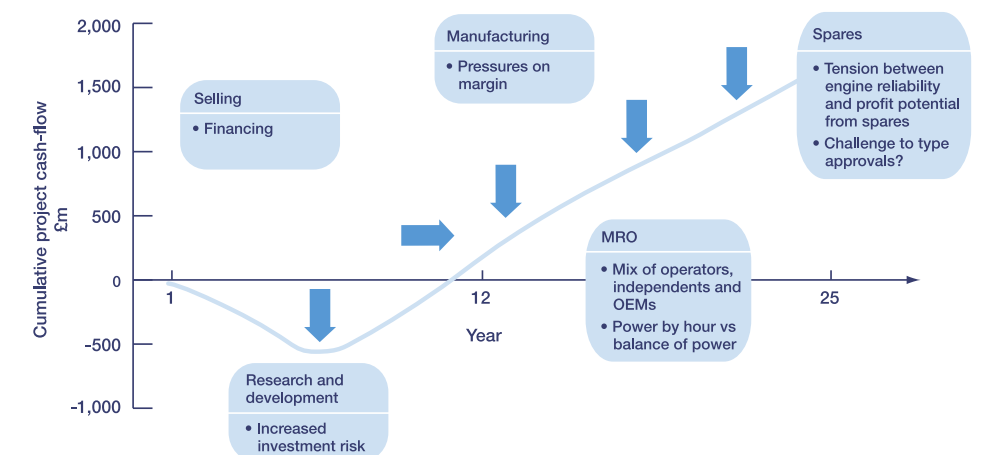 Cumulative project cash-flow
£m
2,000
1,500
1,000
500
0
-500
-1,000
1
12
25
Year
Selling
• Financing
Manufacturing
• Pressures on
margin
Spares
• Tension between
engine reliability
and profit potential
from spares
• Challenge to type
approvals?
MRO
• Mix of operators,
independents and
OEMs
• Power by hour vs
balance of power
Research and
development
• Increased
investment risk